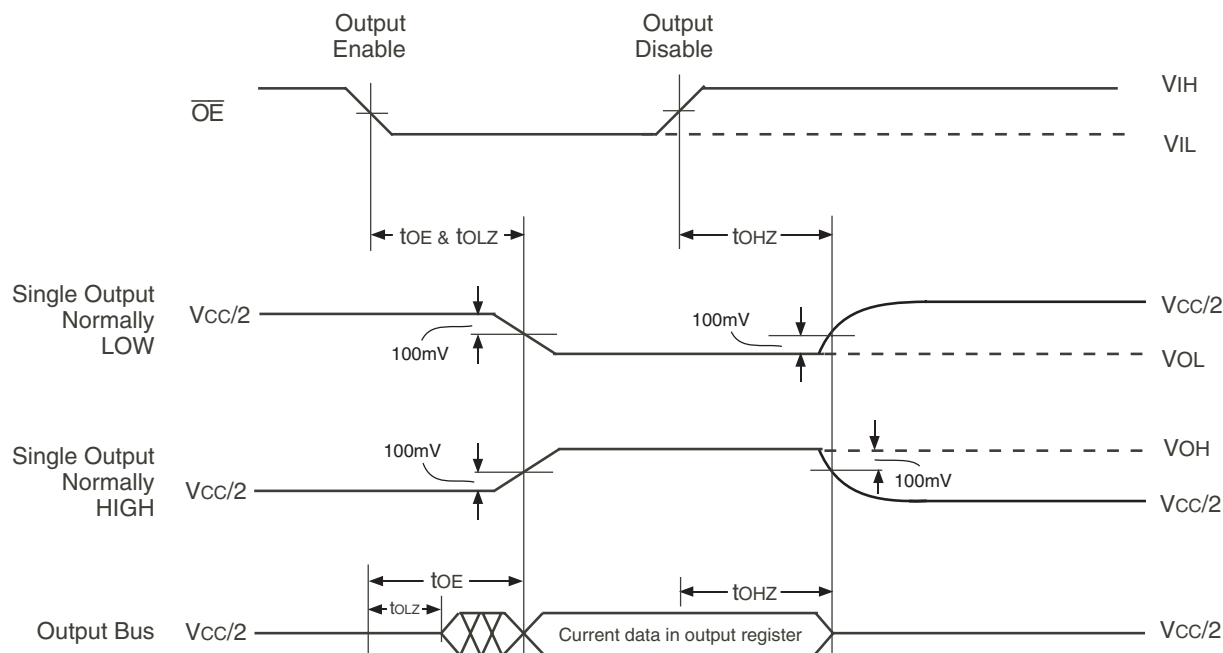 Output
Enable
Output
Disable
OE
VIH
VIL
tOE & tOLZ
tOHZ
Single Output
Normally
LOW
VCC/2
100mV
100mV
VCC/2
VOL
Single Output
Normally
HIGH
VCC/2
100mV
VOH
100mV
VCC/2
tOE
tOLZ
tOHZ
Output Bus
VCC/2
Current data in output register
VCC/2